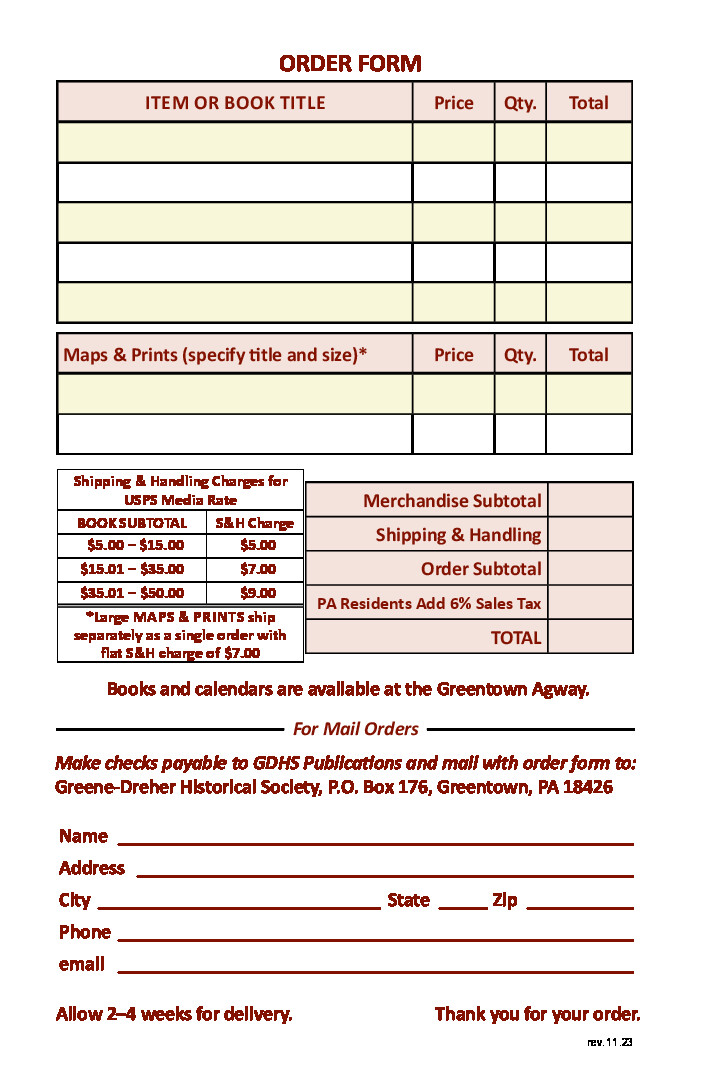 ORDER FORM
ITEM OR BOOK TITLE Price Qty. Total
Maps & Prints (specify title and size)* Price Qty. Total
Shipping & Handling Charges for
USPS Media Rate
BOOK SUBTOTAL S&H Charge
$5.00 – $15.00 $5.00
$15.01 – $35.00 $7.00
$35.01 – $50.00 $9.00
*Large MAPS & PRINTS ship
separately as a single order with
flat S&H charge of $7.00
Merchandise Subtotal
Shipping & Handling
Order Subtotal
PA Residents Add 6% Sales Tax
TOTAL
Books and calendars are available at the Greentown Agway.
For Mail Orders
Make checks payable to GDHS Publications and mail with order form to:
Greene-Dreher Historical Society, P.O. Box 176, Greentown, PA 18426
Name
Address
City State Zip
Phone
email
Allow 2–4 weeks for delivery. Thank you for your order.
rev. 11.23